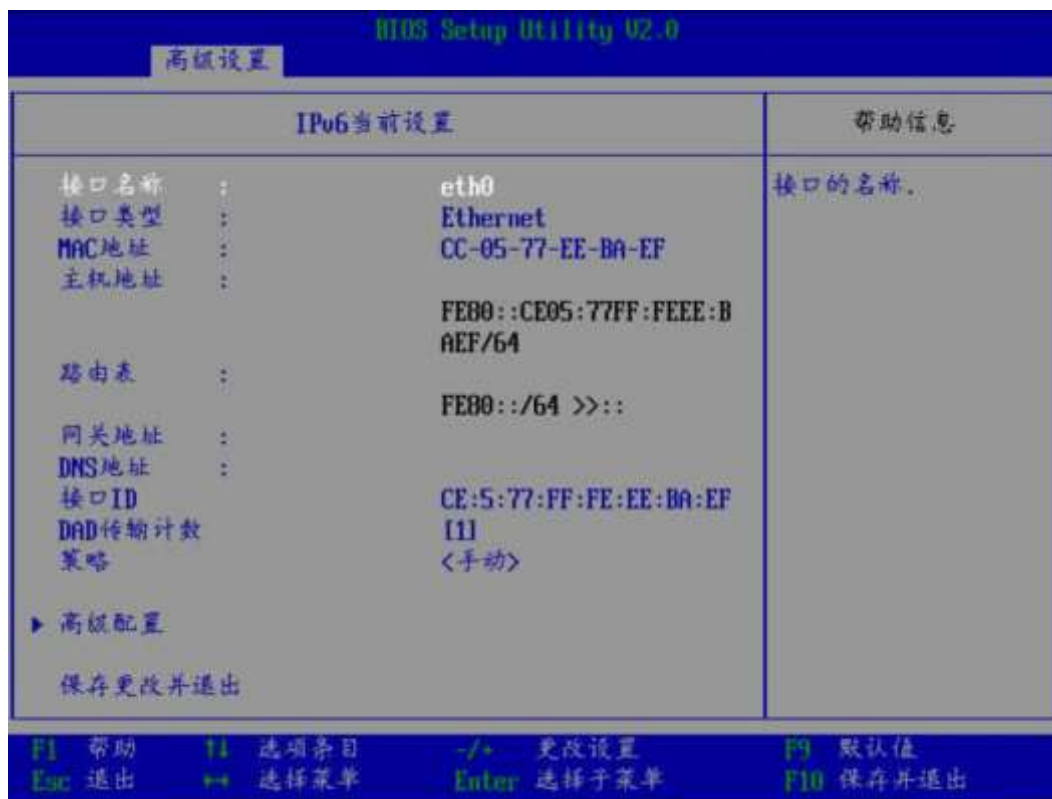 BIOS Setup Utility V2.0
高级设置
IPv6当前设置
帮助信息
接口名称 : eth0
接口的名称.
接口类型 : Ethernet
MAC地址 : CC-05-77-EE-BA-EF
主机地址 :
FE80::CE05:77FF:FEEE:B
AEF/64
路由表 :
FE80::/64 >>::
网关地址 :
DNS地址 :
接口ID CE:5:77:FF:FE:EE:BA:EF
DAD传输计数 [1]
策略 <手动>
高级配置
保存更改并退出
F1 帮助 ↑↓ 选项条目 -/+ 更改设置 F9 默认值
Esc 退出 ←→ 选择菜单 Enter 选择子菜单 F10 保存并退出